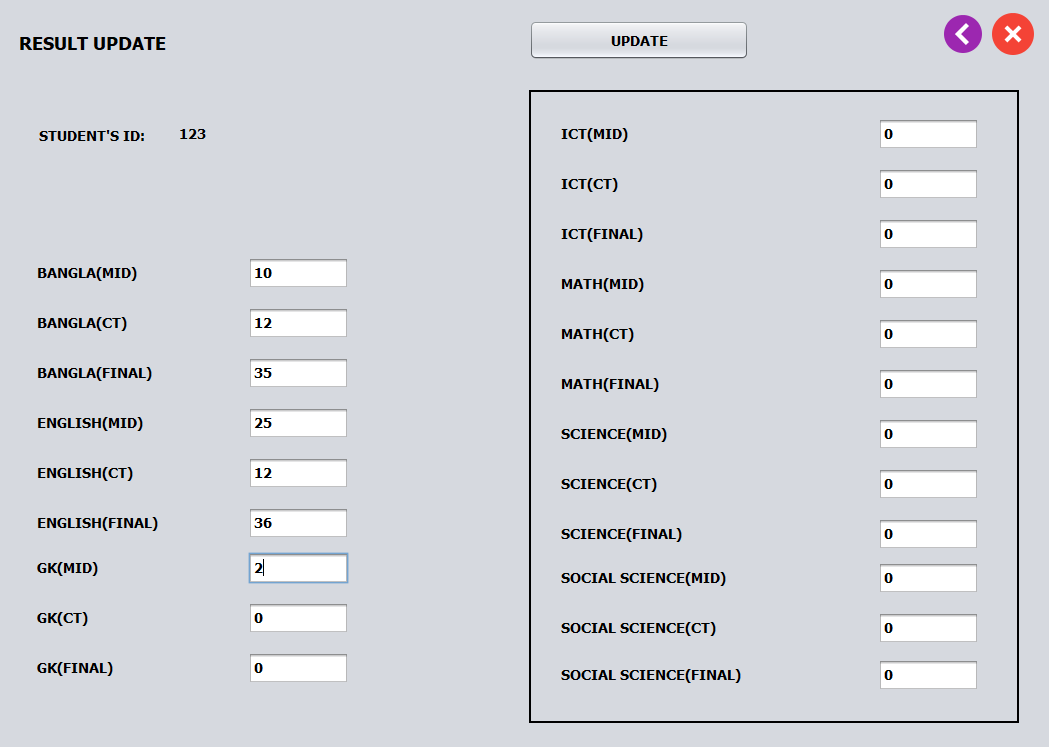 RESULT UPDATE
UPDATE
STUDENT'S ID: 123
BANGLA(MID) 10
BANGLA(CT) 12
BANGLA(FINAL) 35
ENGLISH(MID) 25
ENGLISH(CT) 12
ENGLISH(FINAL) 36
GK(MID) 2
GK(CT) 0
GK(FINAL) 0
ICT(MID) 0
ICT(CT) 0
ICT(FINAL) 0
MATH(MID) 0
MATH(CT) 0
MATH(FINAL) 0
SCIENCE(MID) 0
SCIENCE(CT) 0
SCIENCE(FINAL) 0
SOCIAL SCIENCE(MID) 0
SOCIAL SCIENCE(CT) 0
SOCIAL SCIENCE(FINAL) 0